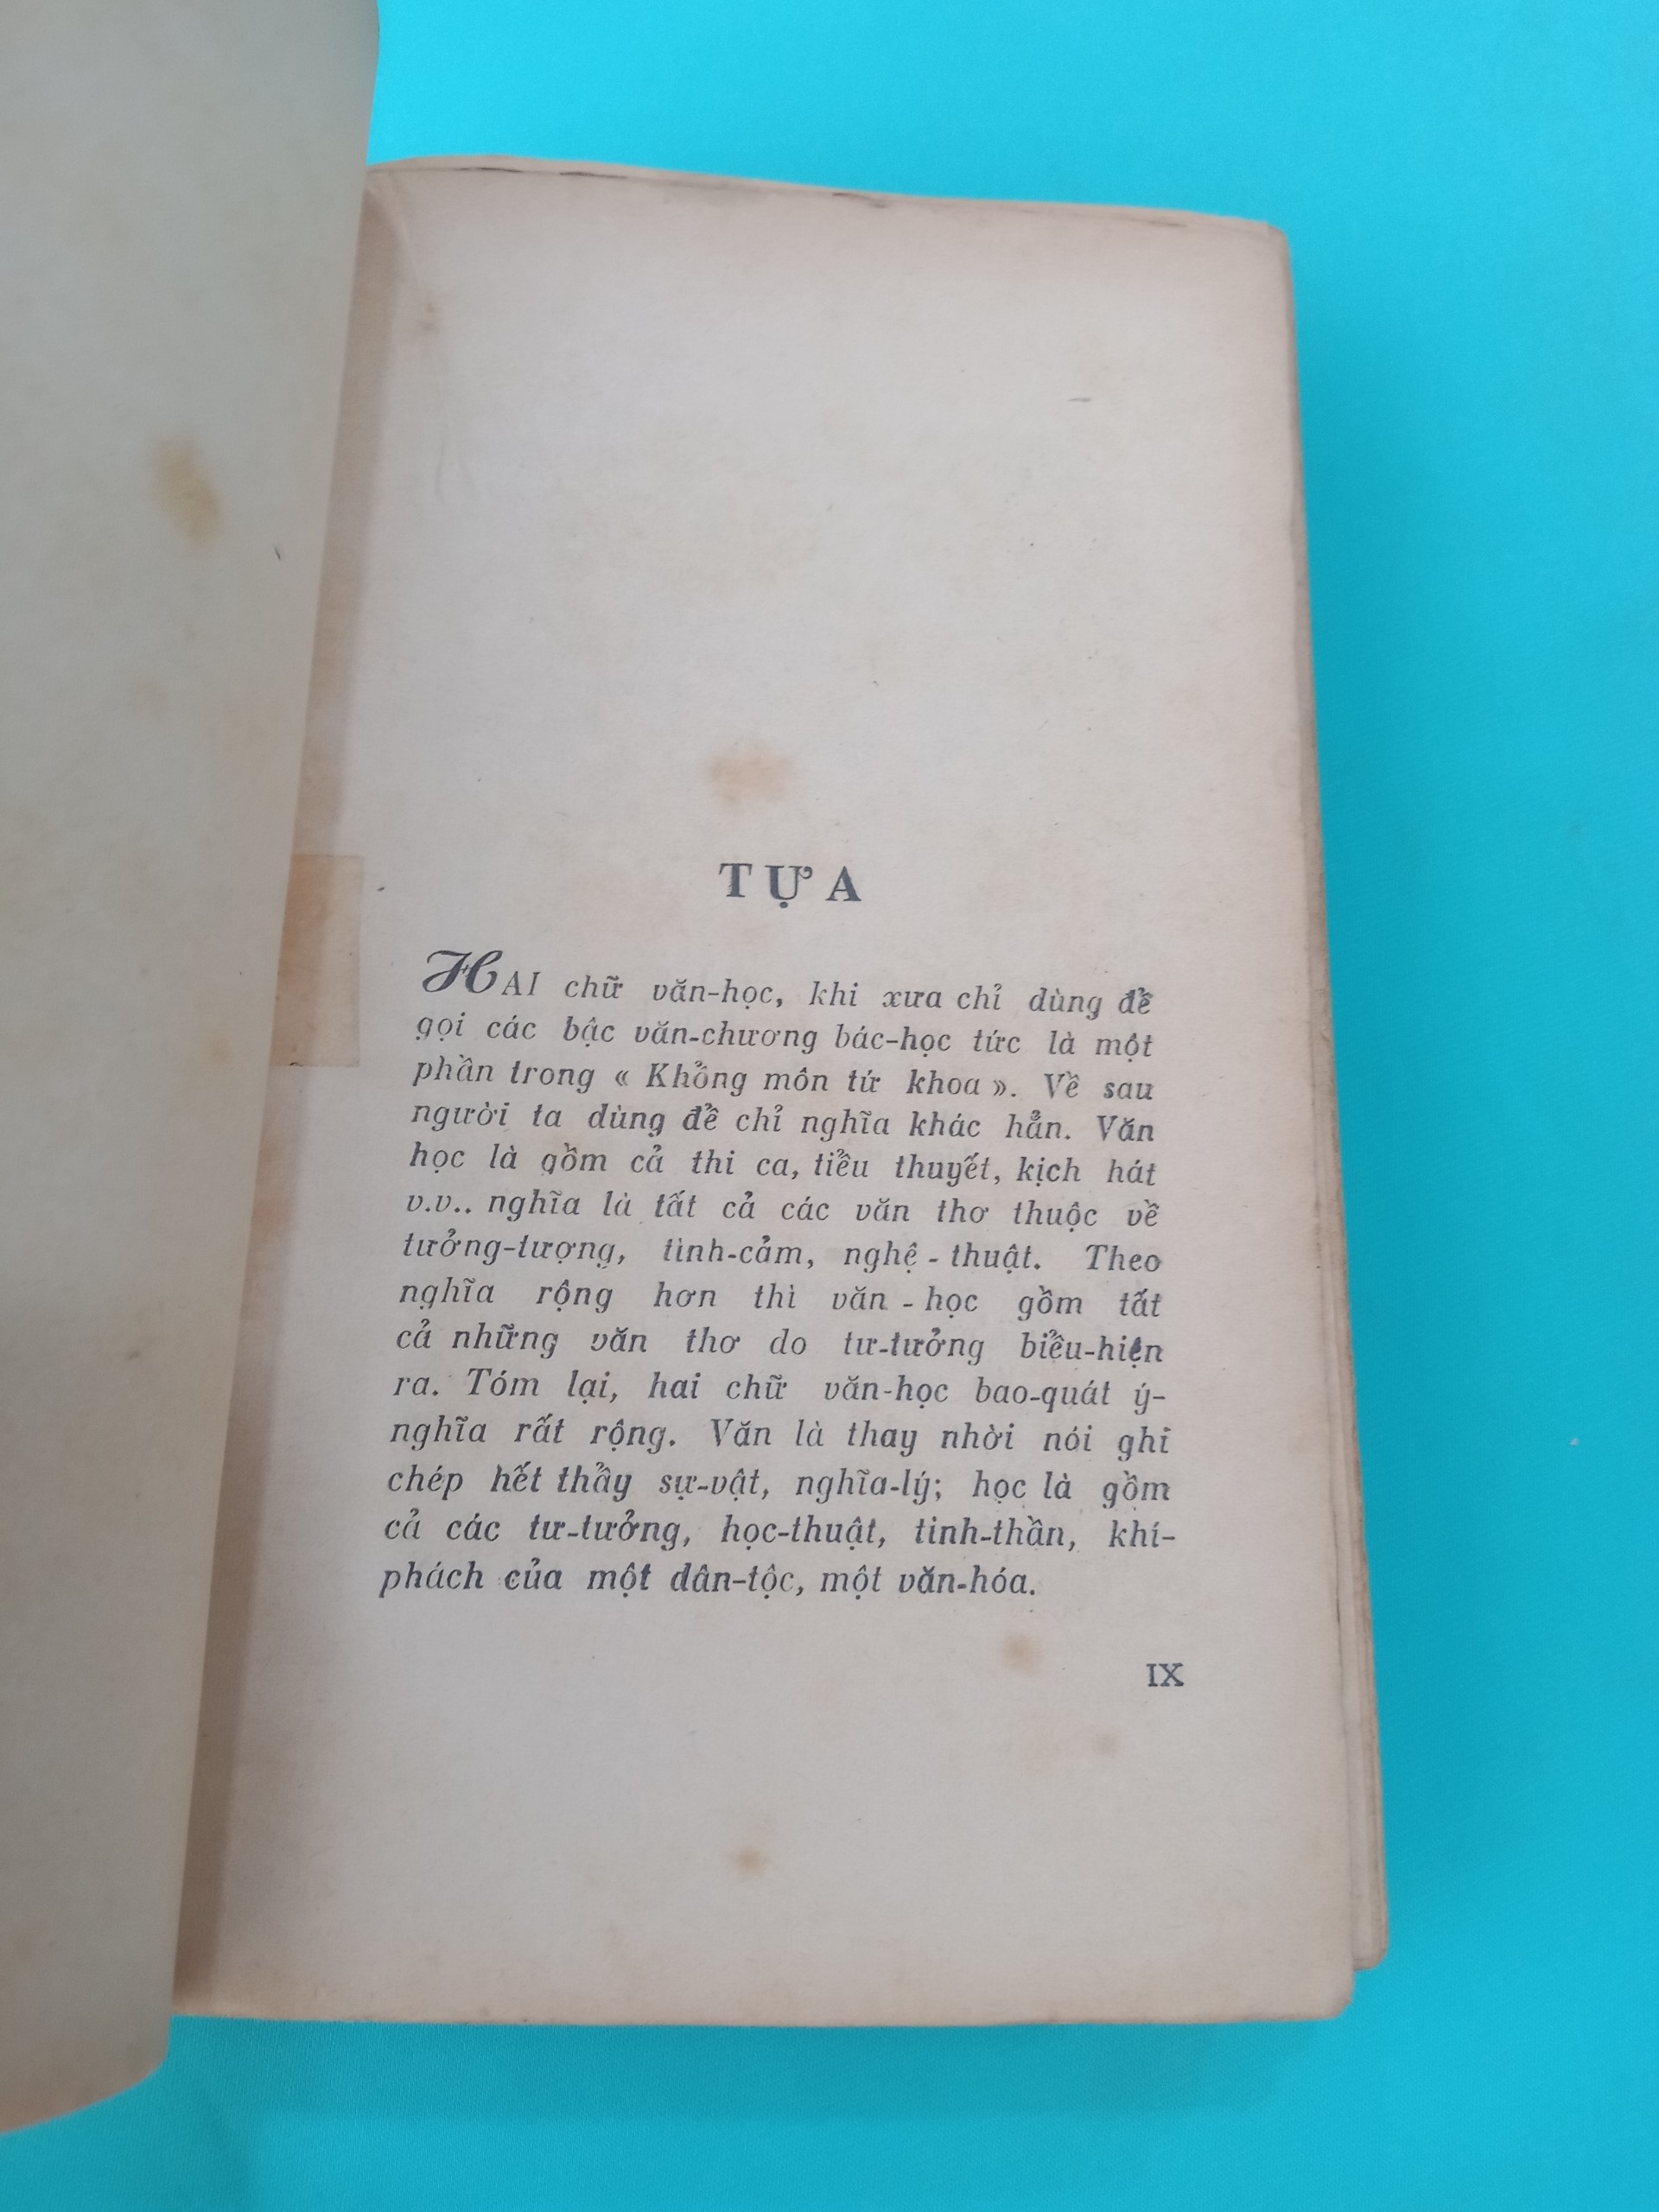 TỰA
HAI chữ văn-học, khi xưa chỉ dùng để
gọi các bậc văn-chương bác-học tức là một
phần trong « Khổng môn tứ khoa ». Về sau
người ta dùng để chỉ nghĩa khác hẳn. Văn
học là gồm cả thi ca, tiểu thuyết, kịch hát
v.v.. nghĩa là tất cả các văn thơ thuộc về
tưởng-tượng, tình-cảm, nghệ - thuật. Theo
nghĩa rộng hơn thì văn - học gồm tất
cả những văn thơ do tư-tưởng biểu-hiện
ra. Tóm lại, hai chữ văn-học bao-quát ý-
nghĩa rất rộng. Văn là thay nhời nói ghi
chép hết thẩy sự-vật, nghĩa-lý; học là gồm
cả các tư-tưởng, học-thuật, tinh-thần, khí-
phách của một dân-tộc, một văn-hóa.
IX